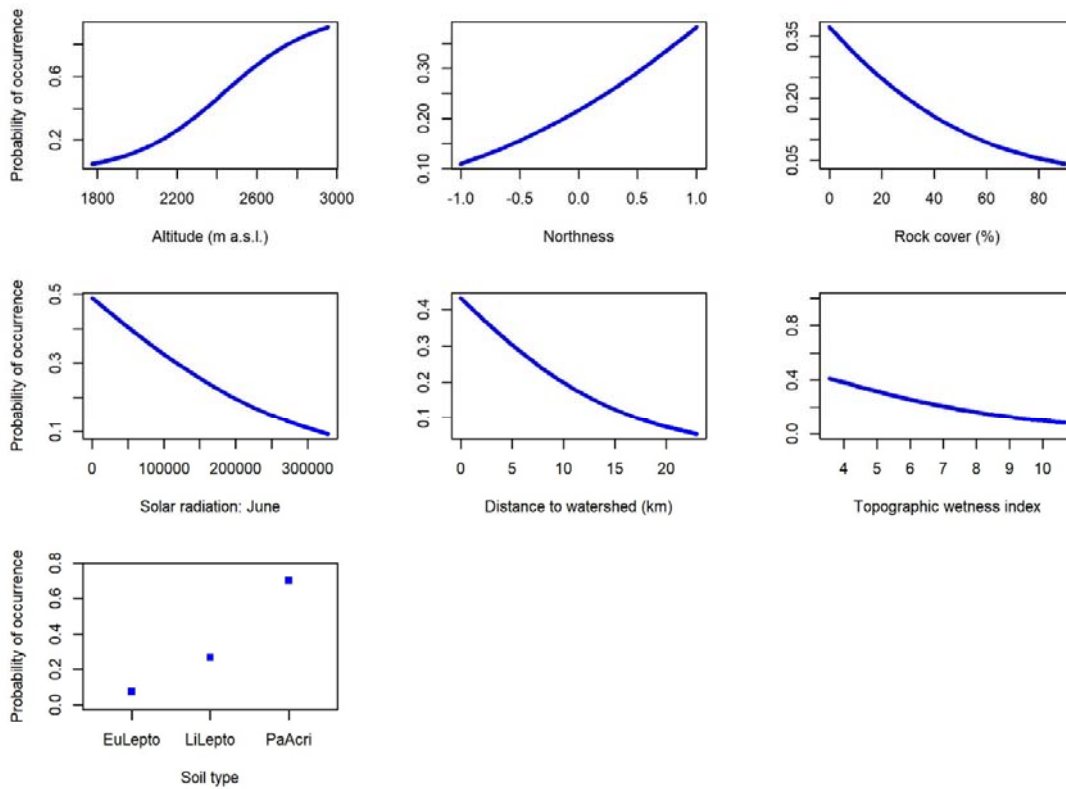 Probability of occurrence
0.2 0.6
1800 2200 2600 3000
Altitude (m a.s.l.)
0.10 0.20 0.30
-1.0 -0.5 0.0 0.5 1.0
Northness
0.05 0.20 0.35
0 20 40 60 80
Rock cover (%)
Probability of occurrence
0.1 0.3 0.5
0 100000 200000 300000
Solar radiation: June
0.1 0.2 0.3 0.4
0 5 10 15 20
Distance to watershed (km)
0.0 0.4 0.8
4 5 6 7 8 9 10
Topographic wetness index
Probability of occurrence
0.0 0.2 0.4 0.6 0.8
EuLepto LiLepto PaAcri
Soil type